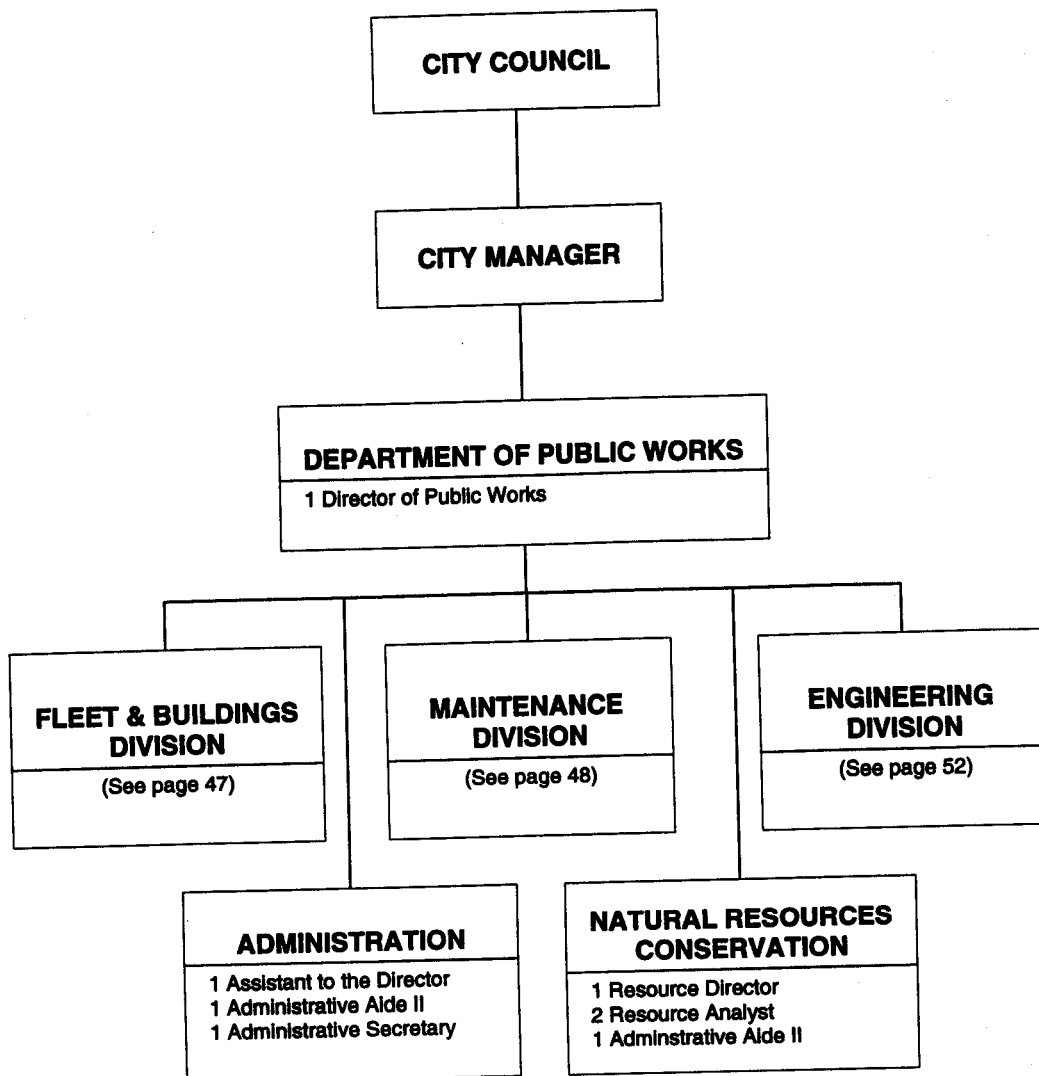 CITY COUNCIL
CITY MANAGER
DEPARTMENT OF PUBLIC WORKS
1 Director of Public Works
FLEET & BUILDINGS
DIVISION
(See page 47)
MAINTENANCE
DIVISION
(See page 48)
ENGINEERING
DIVISION
(See page 52)
ADMINISTRATION
1 Assistant to the Director
1 Administrative Aide II
1 Administrative Secretary
NATURAL RESOURCES
CONSERVATION
1 Resource Director
2 Resource Analyst
1 Adminstrative Aide II